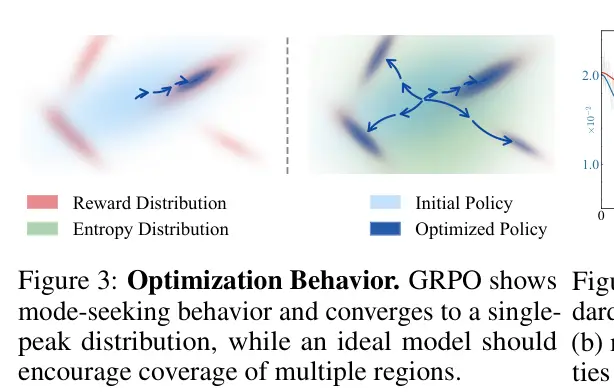 Reward Distribution
Initial Policy
Entropy Distribution
Optimized Policy
Figure 3: Optimization Behavior. GRPO shows
mode-seeking behavior and converges to a single-
peak distribution, while an ideal model should
encourage coverage of multiple regions.
2.0
×10⁻²
1.0
0
Figu
dard
(b) r
ties